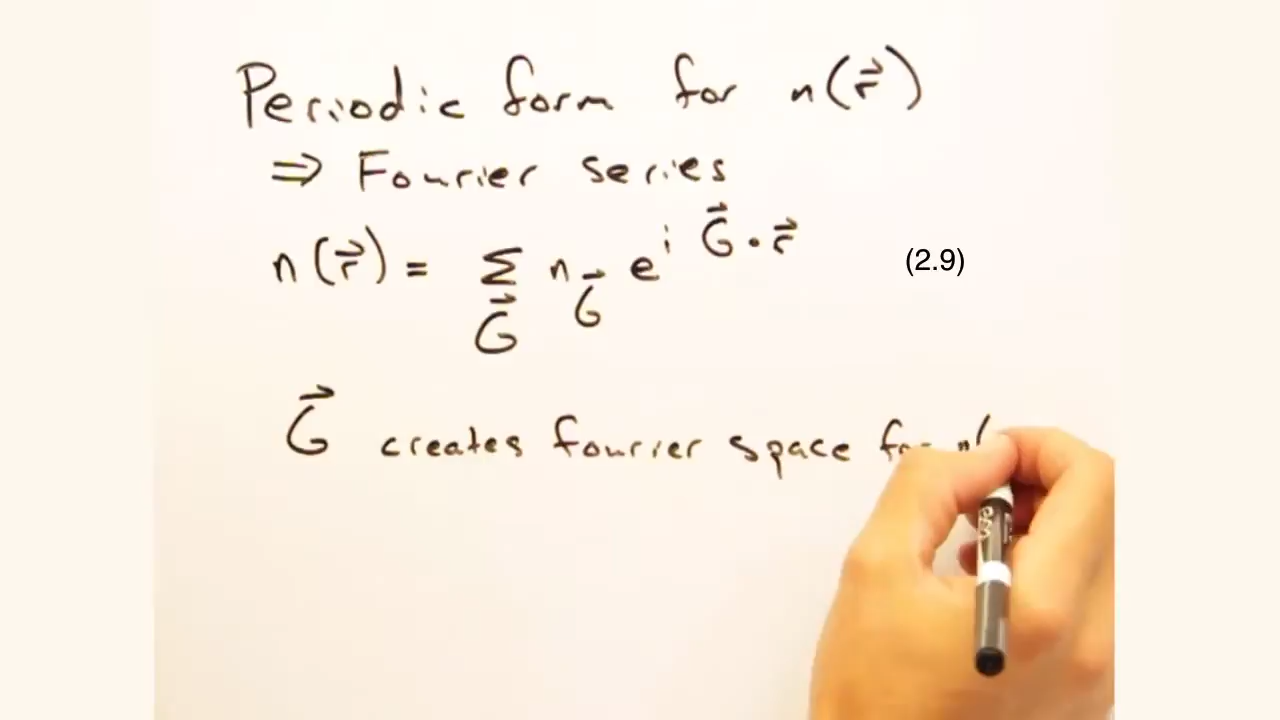 Periodic form for n(r⃗)
⇒ Fourier series
n(r⃗) = Σ_G⃗ n_G⃗ e^{i G⃗ · r⃗} (2.9)
G⃗ creates fourier space for n(